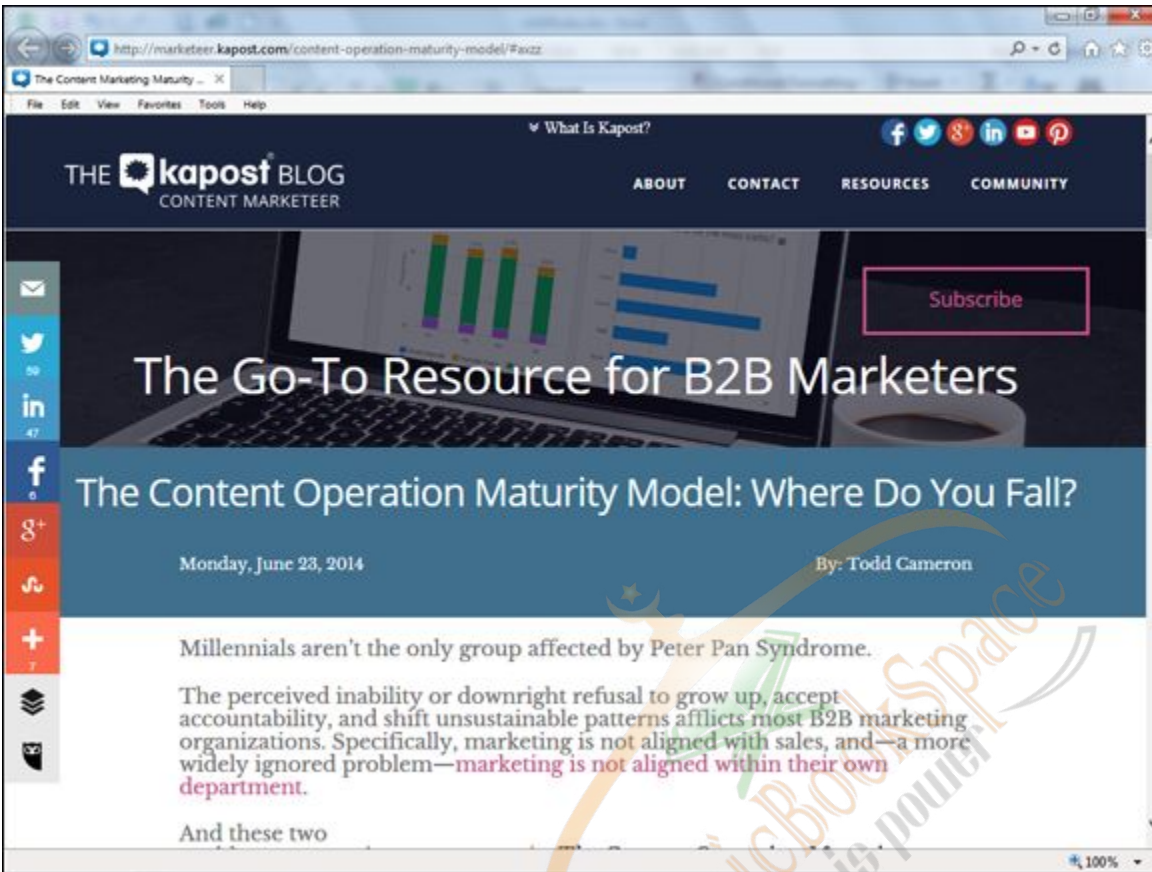 http://marketeer.kapost.com/content-operation-maturity-model/#axzz
The Content Marketing Maturity ...
File Edit View Favorites Tools Help
What Is Kapost?
THE kapost BLOG
CONTENT MARKETEER
ABOUT CONTACT RESOURCES COMMUNITY
Subscribe
The Go-To Resource for B2B Marketers
59
in
47
6
7
The Content Operation Maturity Model: Where Do You Fall?
Monday, June 23, 2014 By: Todd Cameron
Millennials aren't the only group affected by Peter Pan Syndrome.
The perceived inability or downright refusal to grow up, accept
accountability, and shift unsustainable patterns afflicts most B2B marketing
organizations. Specifically, marketing is not aligned with sales, and—a more
widely ignored problem—marketing is not aligned within their own
department.
And these two
100%